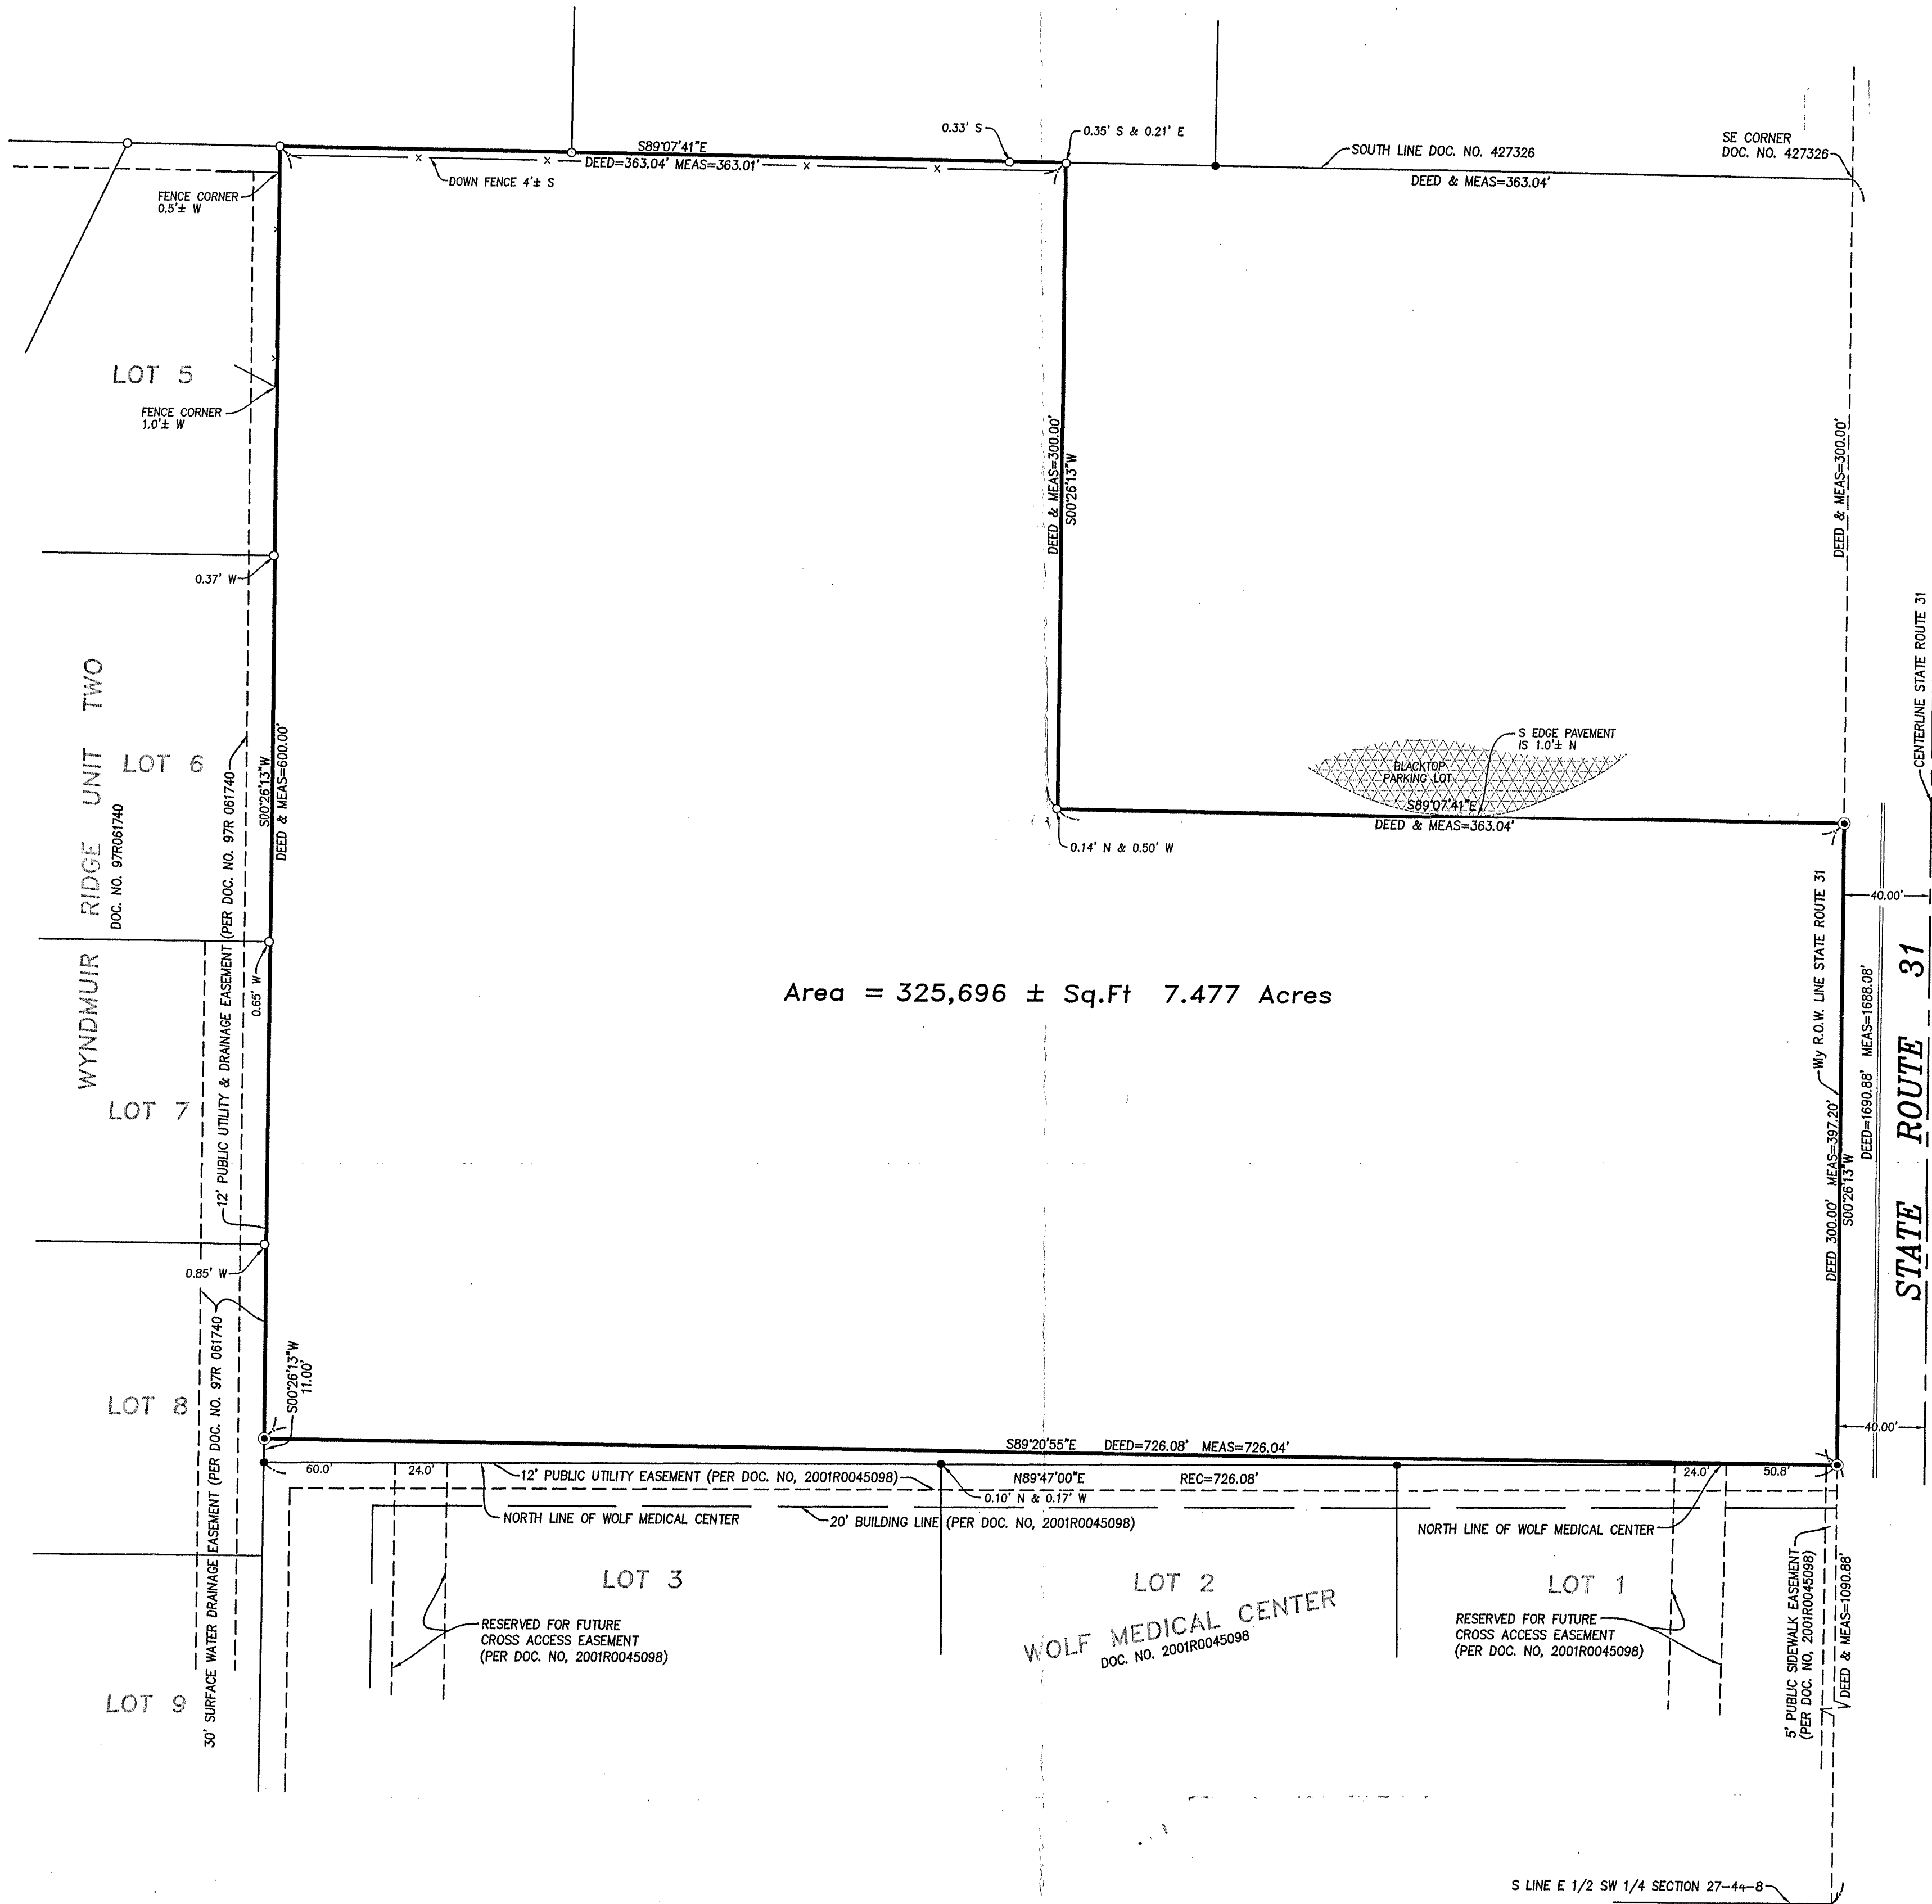 0.33' S
0.35' S & 0.21' E
SE CORNER
DOC. NO. 427326
S89°07'41"E
DEED=363.04' MEAS=363.01'
SOUTH LINE DOC. NO. 427326
DEED & MEAS=363.04'
x x x x
DOWN FENCE 4'± S
FENCE CORNER
0.5'± W
LOT 5
FENCE CORNER
1.0'± W
DEED & MEAS=300.00'
S00°26'13"W
DEED & MEAS=300.00'
0.37' W
CENTERLINE STATE ROUTE 31
WYNDMUIR RIDGE UNIT TWO
DOC. NO. 97R061740
LOT 6
S00°26'13"W
DEED & MEAS=600.00'
12' PUBLIC UTILITY & DRAINAGE EASEMENT (PER DOC. NO. 97R 061740
S EDGE PAVEMENT
IS 1.0'± N
BLACKTOP
PARKING LOT
S89°07'41"E
DEED & MEAS=363.04'
0.14' N & 0.50' W
40.00'
Wly R.O.W. LINE STATE ROUTE 31
0.65' W
Area = 325,696 ± Sq.Ft 7.477 Acres
DEED=1690.88' MEAS=1688.08'
STATE ROUTE 31
DEED 300.00' MEAS=397.20'
S00°26'13"W
LOT 7
0.85' W
30' SURFACE WATER DRAINAGE EASEMENT (PER DOC. NO. 97R 061740
S00°26'13"W
11.00'
LOT 8
40.00'
S89°20'55"E DEED=726.08' MEAS=726.04'
60.0'
24.0'
12' PUBLIC UTILITY EASEMENT (PER DOC. NO, 2001R0045098)
N89°47'00"E REC=726.08'
24.0'
50.8'
0.10' N & 0.17' W
NORTH LINE OF WOLF MEDICAL CENTER
20' BUILDING LINE (PER DOC. NO, 2001R0045098)
NORTH LINE OF WOLF MEDICAL CENTER
LOT 3
LOT 2
LOT 1
RESERVED FOR FUTURE
CROSS ACCESS EASEMENT
(PER DOC. NO, 2001R0045098)
WOLF MEDICAL CENTER
DOC. NO. 2001R0045098
RESERVED FOR FUTURE
CROSS ACCESS EASEMENT
(PER DOC. NO, 2001R0045098)
5' PUBLIC SIDEWALK EASEMENT
(PER DOC. NO, 2001R0045098)
DEED & MEAS=1090.88'
LOT 9
S LINE E 1/2 SW 1/4 SECTION 27-44-8